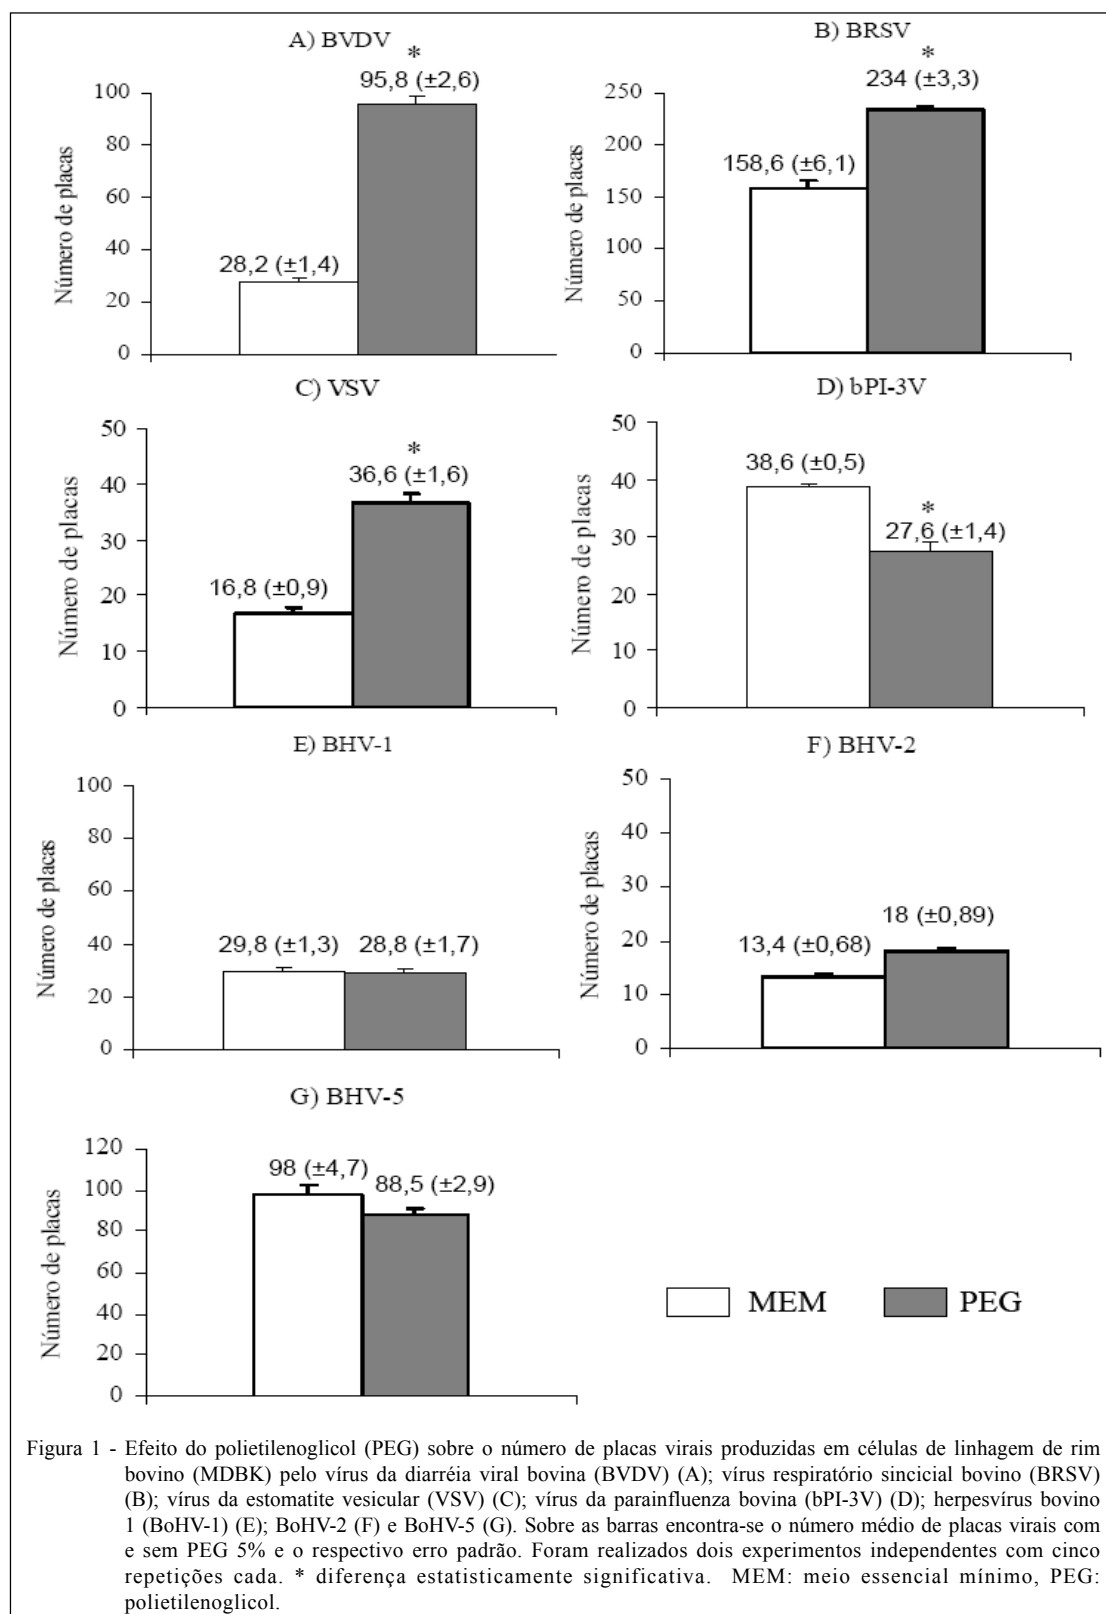 A) BVDV
*
95,8 (±2,6)
28,2 (±1,4)
Número de placas
100
80
60
40
20
0
B) BRSV
*
234 (±3,3)
158,6 (±6,1)
Número de placas
250
200
150
100
50
0
C) VSV
*
36,6 (±1,6)
16,8 (±0,9)
Número de placas
50
40
30
20
10
0
D) bPI-3V
38,6 (±0,5)
*
27,6 (±1,4)
Número de placas
50
40
30
20
10
0
E) BHV-1
29,8 (±1,3)
28,8 (±1,7)
Número de placas
100
80
60
40
20
0
F) BHV-2
18 (±0,89)
13,4 (±0,68)
Número de placas
50
40
30
20
10
0
G) BHV-5
98 (±4,7)
88,5 (±2,9)
Número de placas
120
100
80
60
40
20
0
MEM
PEG
Figura 1 - Efeito do polietilenoglicol (PEG) sobre o número de placas virais produzidas em células de linhagem de rim
bovino (MDBK) pelo vírus da diarréia viral bovina (BVDV) (A); vírus respiratório sincicial bovino (BRSV)
(B); vírus da estomatite vesicular (VSV) (C); vírus da parainfluenza bovina (bPI-3V) (D); herpesvírus bovino
1 (BoHV-1) (E); BoHV-2 (F) e BoHV-5 (G). Sobre as barras encontra-se o número médio de placas virais com
e sem PEG 5% e o respectivo erro padrão. Foram realizados dois experimentos independentes com cinco
repetições cada. * diferença estatisticamente significativa. MEM: meio essencial mínimo, PEG:
polietilenoglicol.